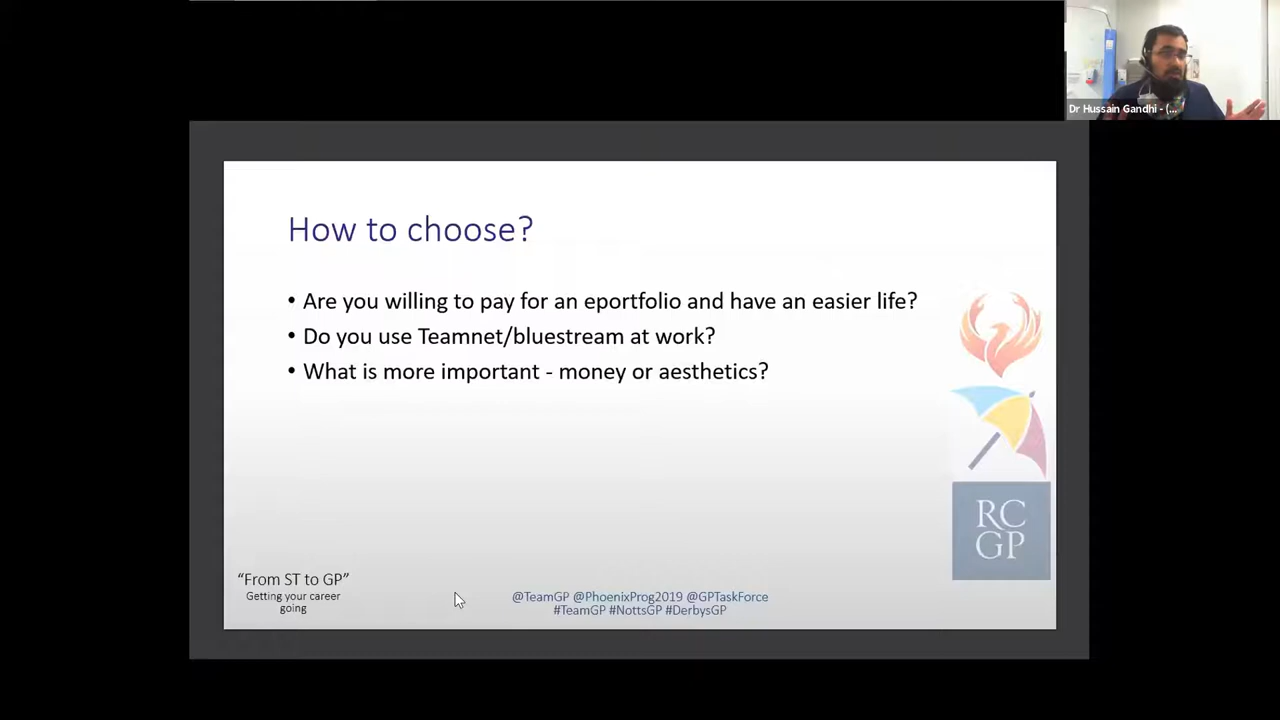 Dr Hussain Gandhi - (...
How to choose?
• Are you willing to pay for an eportfolio and have an easier life?
• Do you use Teamnet/bluestream at work?
• What is more important - money or aesthetics?
RC
GP
“From ST to GP”
Getting your career
going
@TeamGP @PhoenixProg2019 @GPTaskForce
#TeamGP #NottsGP #DerbysGP